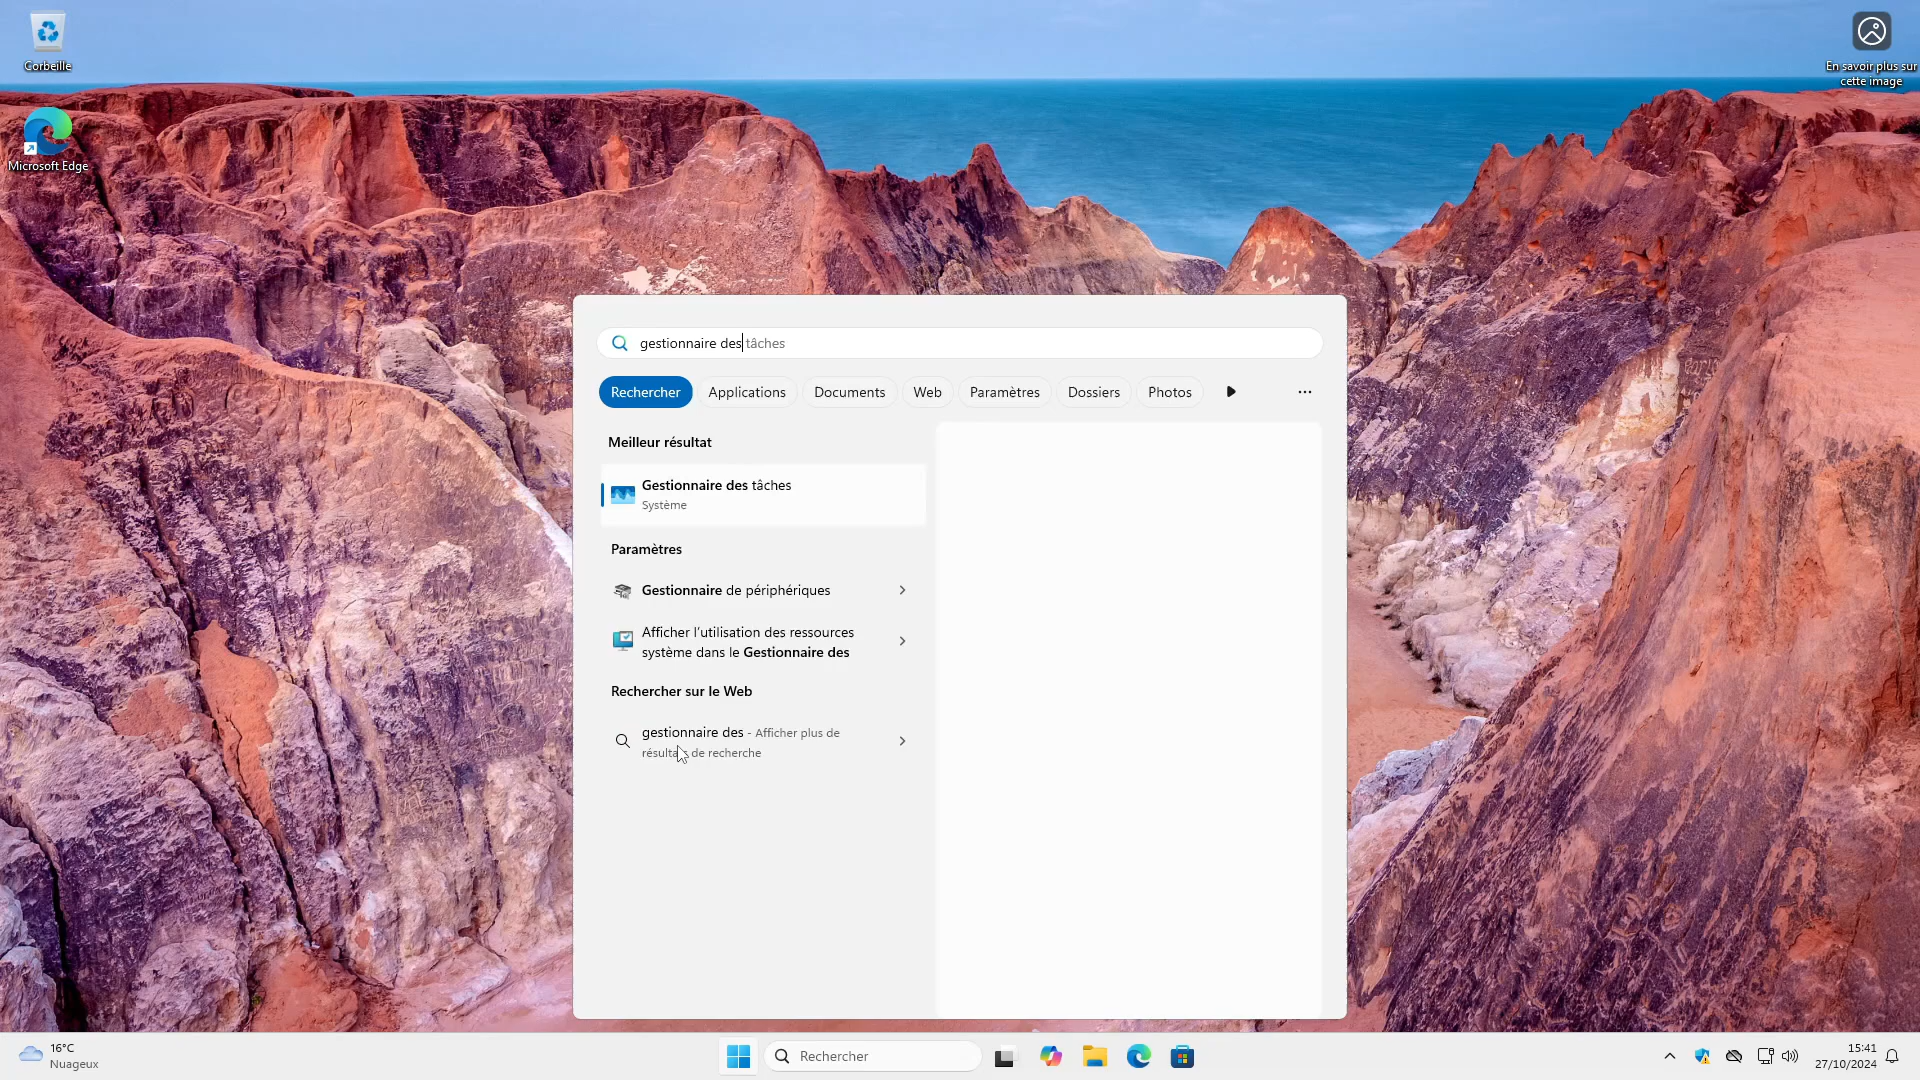 Corbeille
En savoir plus sur
cette image
Microsoft Edge
gestionnaire des tâches
Rechercher
Applications
Documents
Web
Paramètres
Dossiers
Photos
Meilleur résultat
Gestionnaire des tâches
Système
Paramètres
Gestionnaire de périphériques
Afficher l'utilisation des ressources
système dans le Gestionnaire des
Rechercher sur le Web
gestionnaire des - Afficher plus de
résultats de recherche
16°C
Nuageux
Rechercher
15:41
27/10/2024